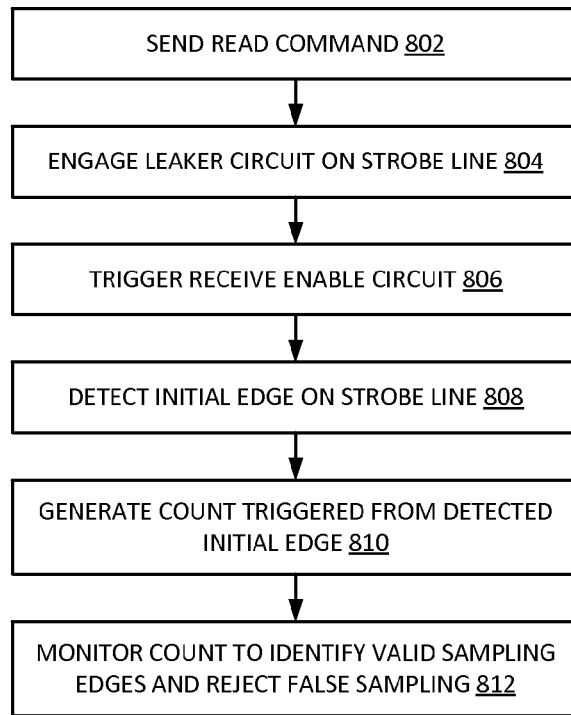 SEND READ COMMAND 802
ENGAGE LEAKER CIRCUIT ON STROBE LINE 804
TRIGGER RECEIVE ENABLE CIRCUIT 806
DETECT INITIAL EDGE ON STROBE LINE 808
GENERATE COUNT TRIGGERED FROM DETECTED
INITIAL EDGE 810
MONITOR COUNT TO IDENTIFY VALID SAMPLING
EDGES AND REJECT FALSE SAMPLING 812